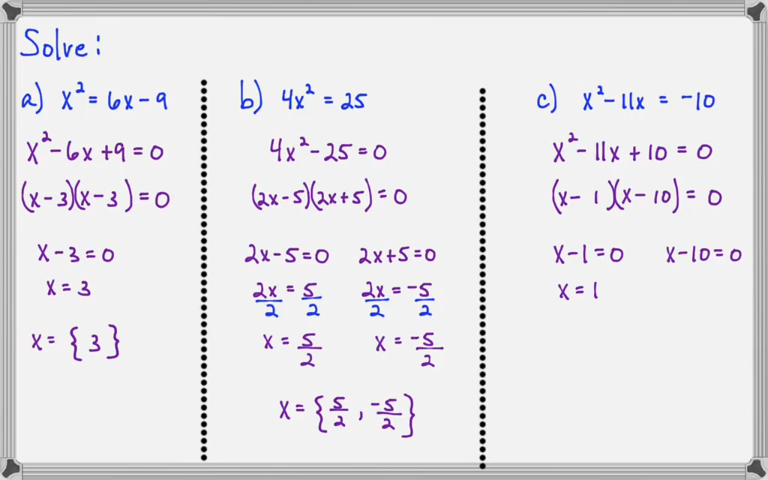 Solve:
a) x² = 6x - 9
x² - 6x + 9 = 0
(x - 3)(x - 3) = 0
x - 3 = 0
x = 3
x = {3}
b) 4x² = 25
4x² - 25 = 0
(2x - 5)(2x + 5) = 0
2x - 5 = 0 2x + 5 = 0
2x/2 = 5/2 2x/2 = -5/2
x = 5/2 x = -5/2
x = {5/2, -5/2}
c) x² - 11x = -10
x² - 11x + 10 = 0
(x - 1)(x - 10) = 0
x - 1 = 0 x - 10 = 0
x = 1